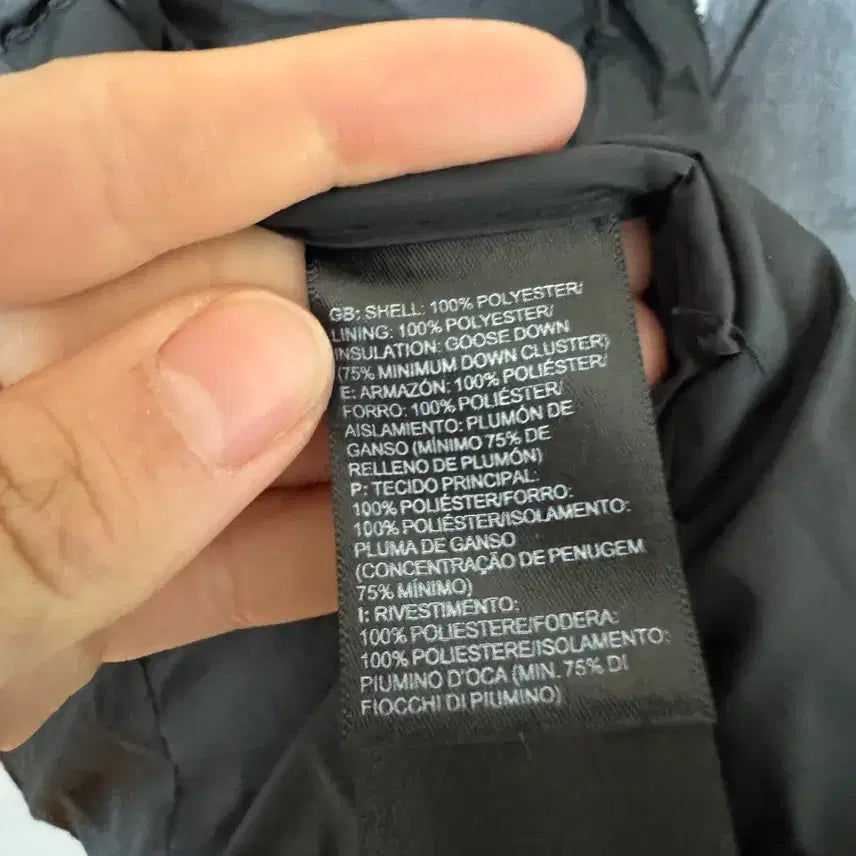 GB: SHELL: 100% POLYESTER/
LINING: 100% POLYESTER/
INSULATION: GOOSE DOWN
(75% MINIMUM DOWN CLUSTER)
E: ARMAZÓN: 100% POLIÉSTER/
FORRO: 100% POLIÉSTER/
AISLAMIENTO: PLUMÓN DE
GANSO (MÍNIMO 75% DE
RELLENO DE PLUMÓN)
P: TECIDO PRINCIPAL:
100% POLIÉSTER/FORRO:
100% POLIÉSTER/ISOLAMENTO:
PLUMA DE GANSO
(CONCENTRAÇÃO DE PENUGEM
75% MÍNIMO)
I: RIVESTIMENTO:
100% POLIESTERE/FODERA:
100% POLIESTERE/ISOLAMENTO:
PIUMINO D'OCA (MIN. 75% DI
FIOCCHI DI PIUMINO)